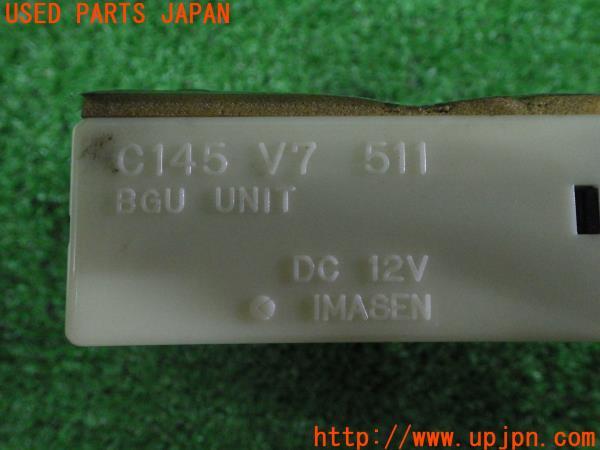 USED PARTS JAPAN
C145 V7 511
BGU UNIT
DC 12V
IMASEN
http://www.upjpn.com/